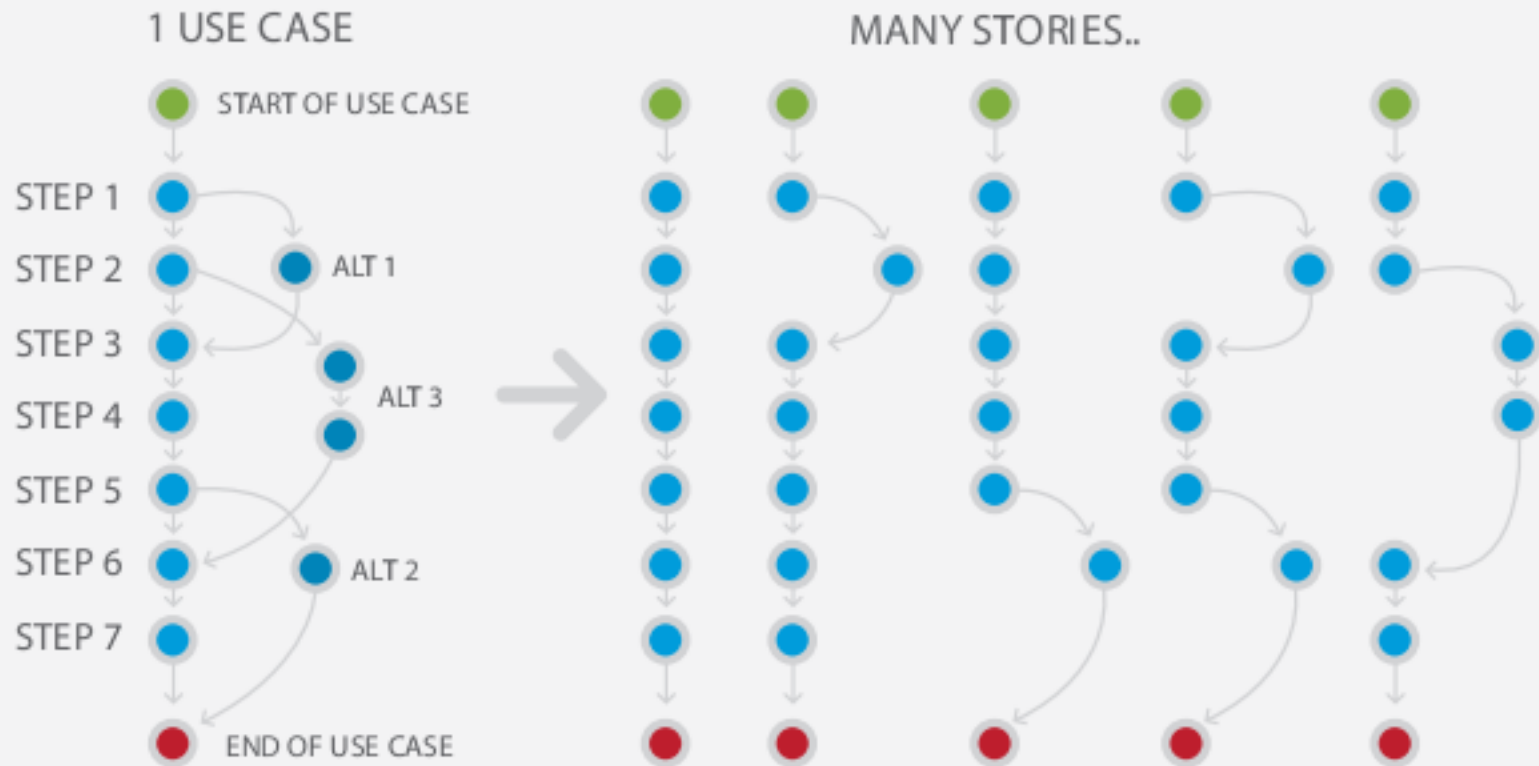 1 USE CASE
MANY STORIES..
START OF USE CASE
STEP 1
STEP 2
ALT 1
STEP 3
ALT 3
STEP 4
STEP 5
STEP 6
ALT 2
STEP 7
END OF USE CASE